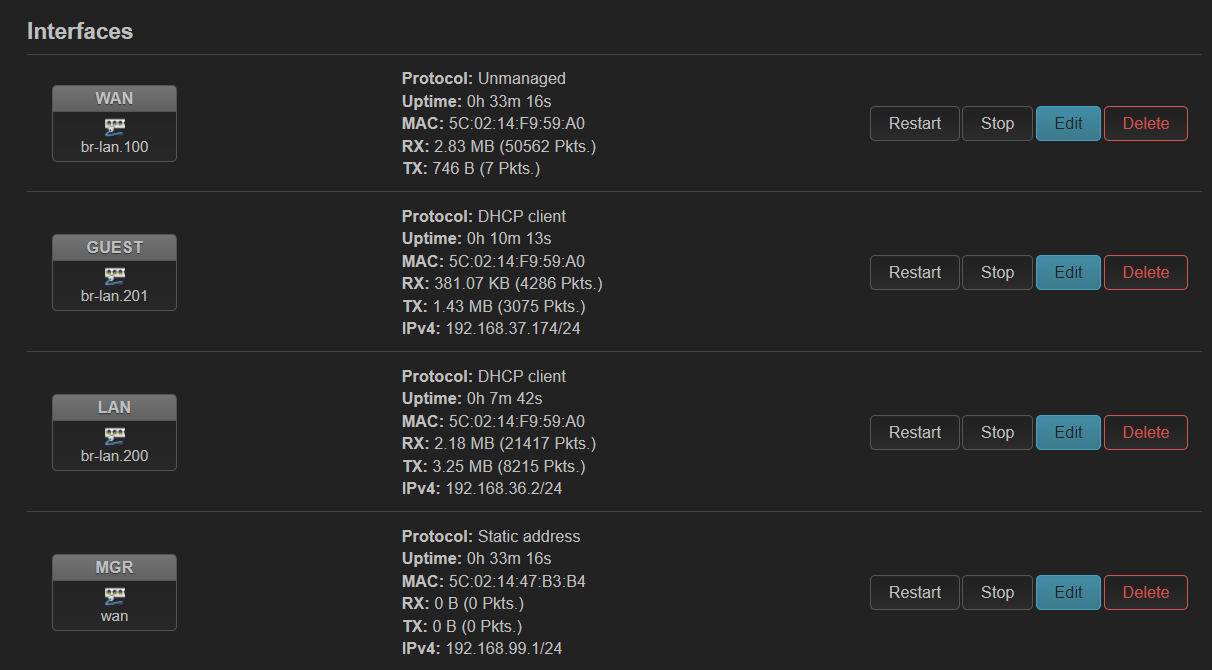 Interfaces
WAN
br-lan.100
Protocol: Unmanaged
Uptime: 0h 33m 16s
MAC: 5C:02:14:F9:59:A0
RX: 2.83 MB (50562 Pkts.)
TX: 746 B (7 Pkts.)
Restart Stop Edit Delete
GUEST
br-lan.201
Protocol: DHCP client
Uptime: 0h 10m 13s
MAC: 5C:02:14:F9:59:A0
RX: 381.07 KB (4286 Pkts.)
TX: 1.43 MB (3075 Pkts.)
IPv4: 192.168.37.174/24
Restart Stop Edit Delete
LAN
br-lan.200
Protocol: DHCP client
Uptime: 0h 7m 42s
MAC: 5C:02:14:F9:59:A0
RX: 2.18 MB (21417 Pkts.)
TX: 3.25 MB (8215 Pkts.)
IPv4: 192.168.36.2/24
Restart Stop Edit Delete
MGR
wan
Protocol: Static address
Uptime: 0h 33m 16s
MAC: 5C:02:14:47:B3:B4
RX: 0 B (0 Pkts.)
TX: 0 B (0 Pkts.)
IPv4: 192.168.99.1/24
Restart Stop Edit Delete